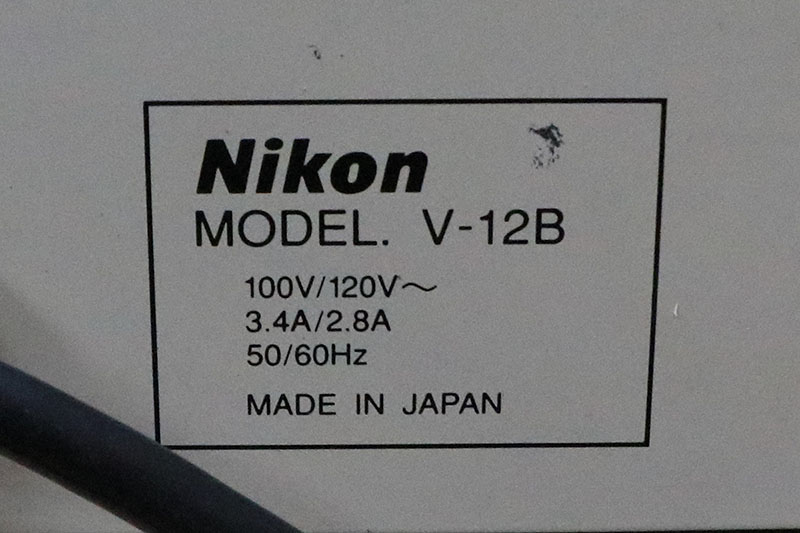 Nikon
MODEL. V-12B
100V/120V～
3.4A/2.8A
50/60Hz
MADE IN JAPAN